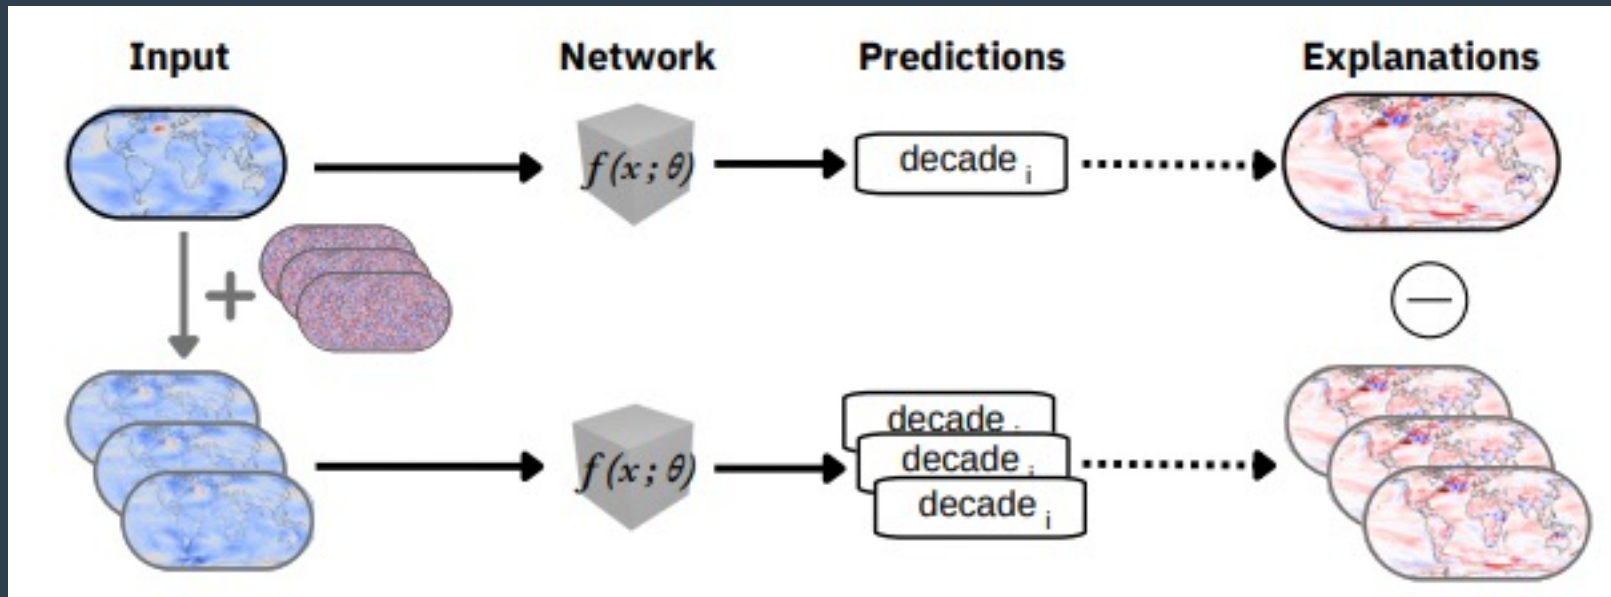 Input Network Predictions Explanations
f(x; θ) decade i
+
−
decade i
decade i
f(x; θ)
decade i